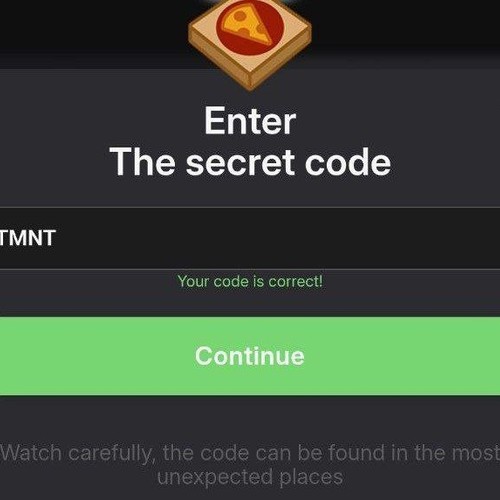 Enter
The secret code
TMNT
Your code is correct!
Continue
Watch carefully, the code can be found in the most
unexpected places